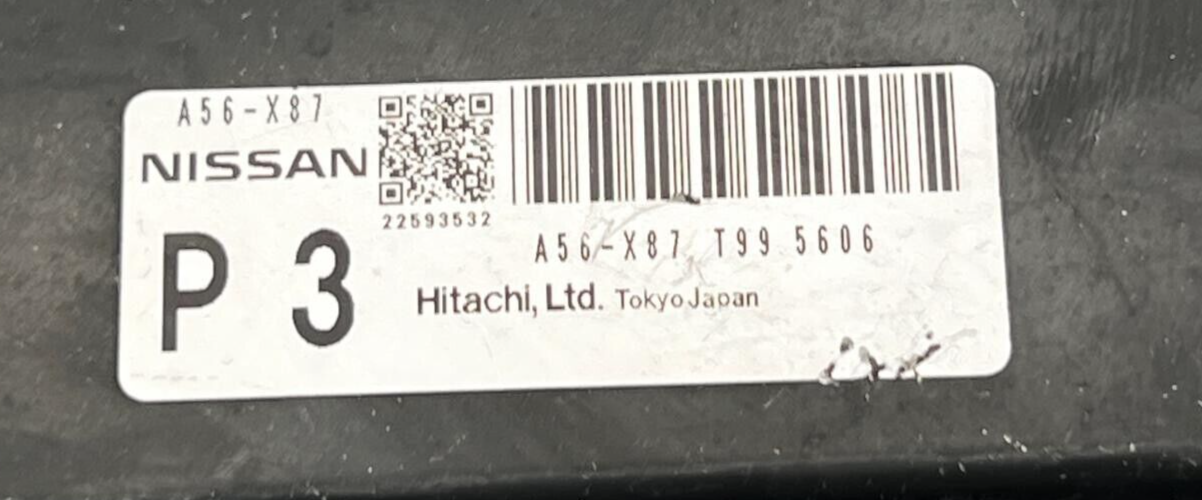 A56-X87
NISSAN
P 3
22593532
A56-X87 T99 5606
Hitachi, Ltd. Tokyo Japan